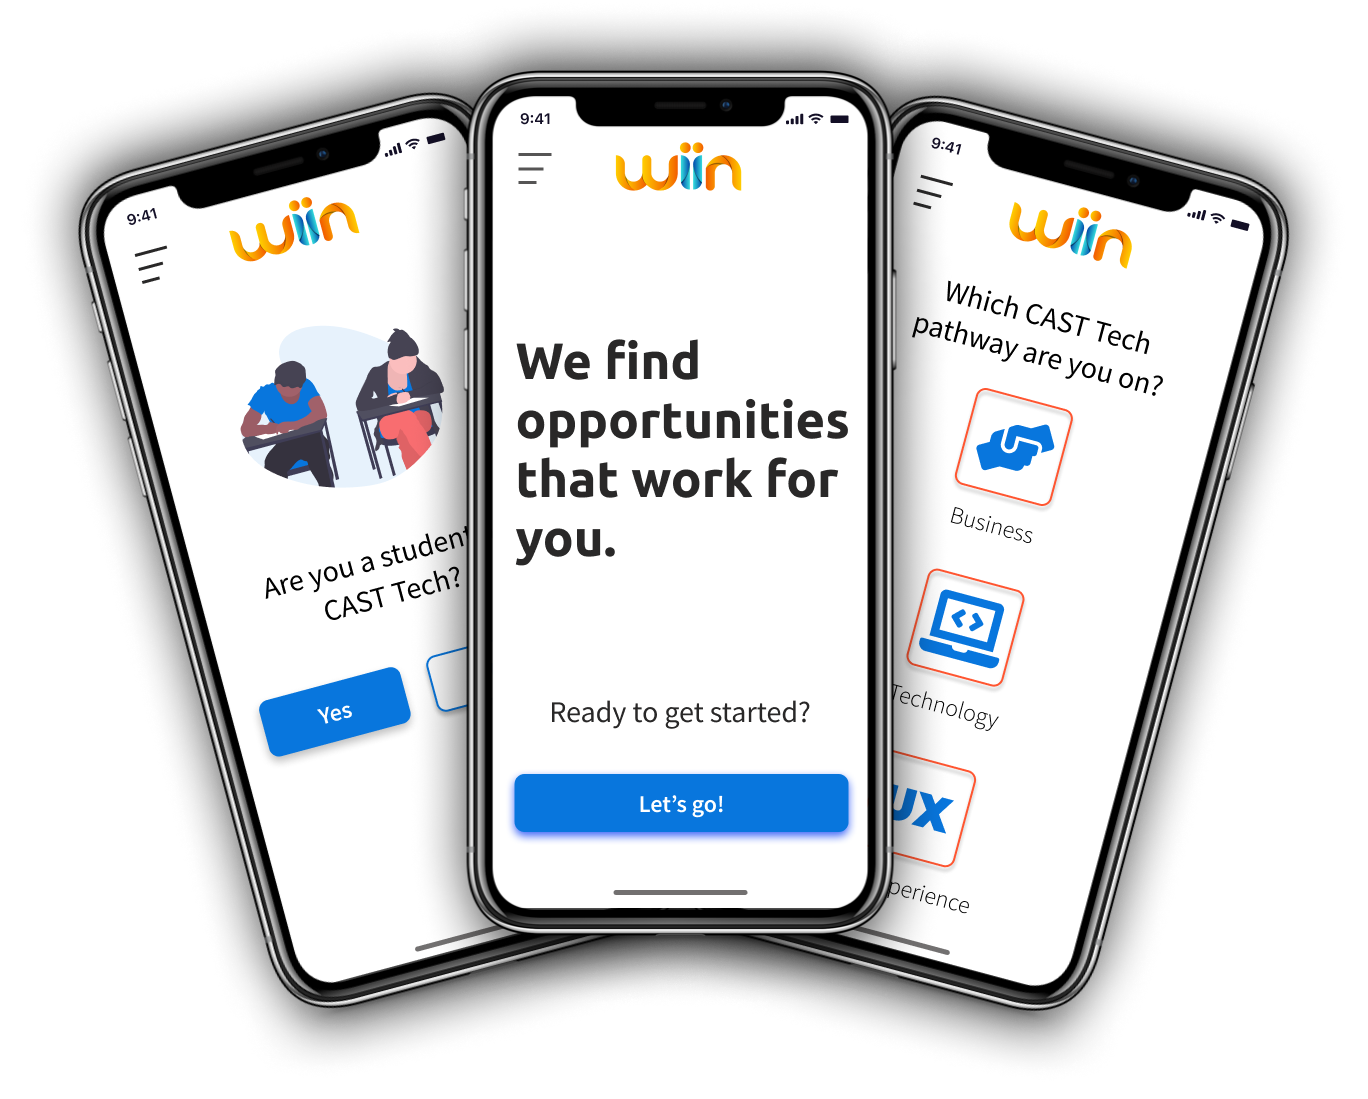 9:41
wiin
Are you a student
CAST Tech?
Yes
9:41
wiin
We find
opportunities
that work for
you.
Ready to get started?
Let's go!
9:41
wiin
Which CAST Tech
pathway are you on?
Business
Technology
UX
perience